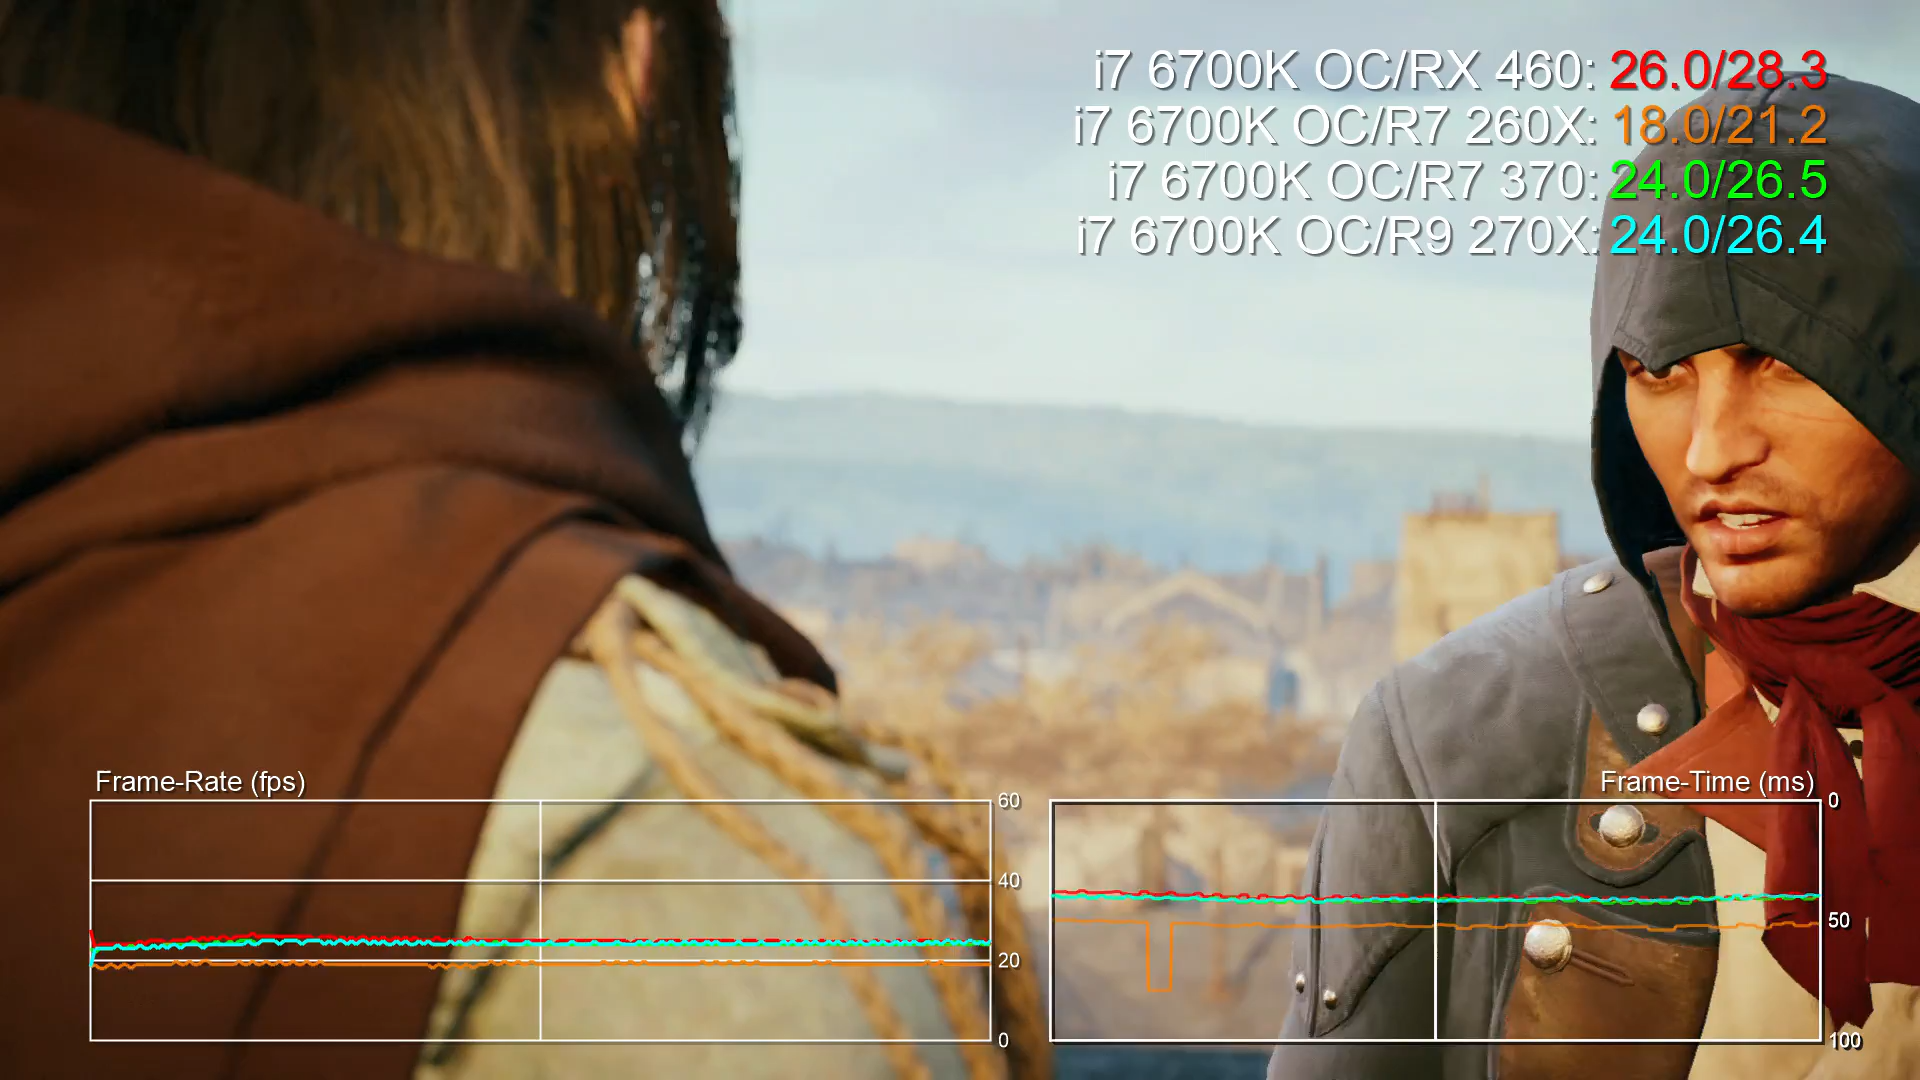 i7 6700K OC/RX 460: 26.0/28.3
i7 6700K OC/R7 260X: 18.0/21.2
i7 6700K OC/R7 370: 24.0/26.5
i7 6700K OC/R9 270X: 24.0/26.4
Frame-Rate (fps)
60
40
20
0
Frame-Time (ms)
0
50
100